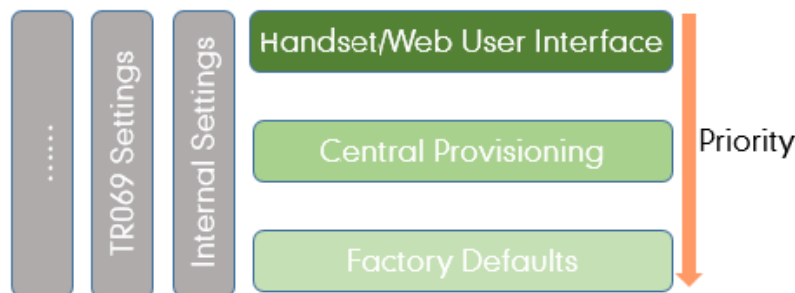 ......
TR069 Settings
Internal Settings
Handset/Web User Interface
Central Provisioning
Factory Defaults
Priority